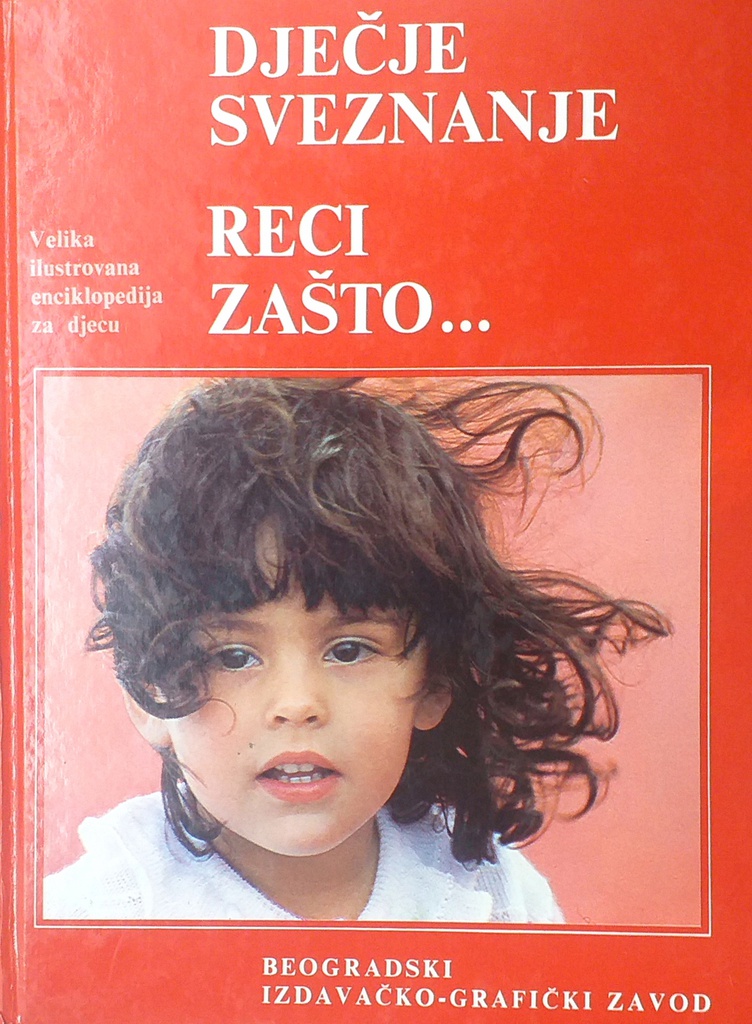 DJEČJE
SVEZNANJE
RECI
ZAŠTO...
Velika
ilustrovana
enciklopedija
za djecu
BEOGRADSKI
IZDAVAČKO-GRAFIČKI ZAVOD